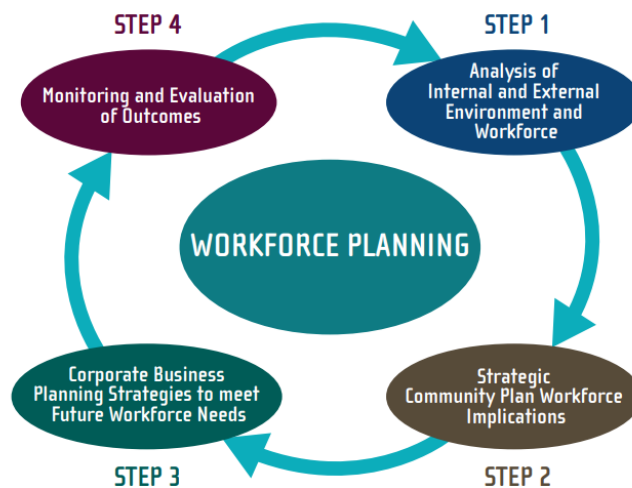 STEP 4
Monitoring and Evaluation
of Outcomes
STEP 1
Analysis of
Internal and External
Environment and
Workforce
WORKFORCE PLANNING
Corporate Business
Planning Strategies to meet
Future Workforce Needs
STEP 3
Strategic
Community Plan Workforce
Implications
STEP 2